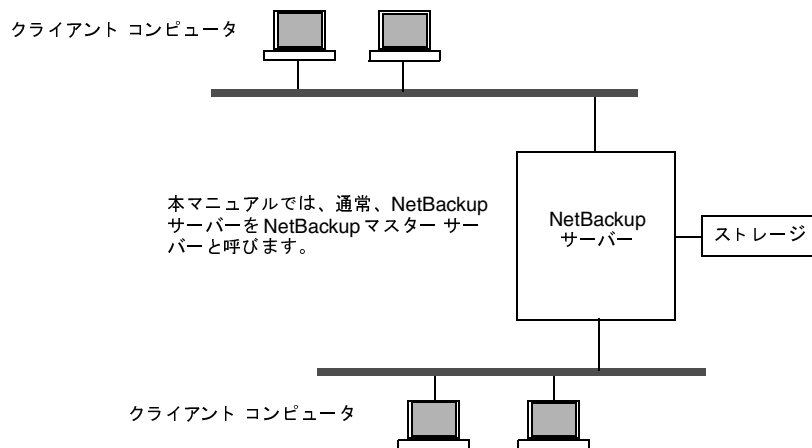 クライアント コンピュータ
本マニュアルでは、通常、NetBackup
サーバーを NetBackup マスター サー
バーと呼びます。
NetBackup
サーバー
ストレージ
クライアント コンピュータ